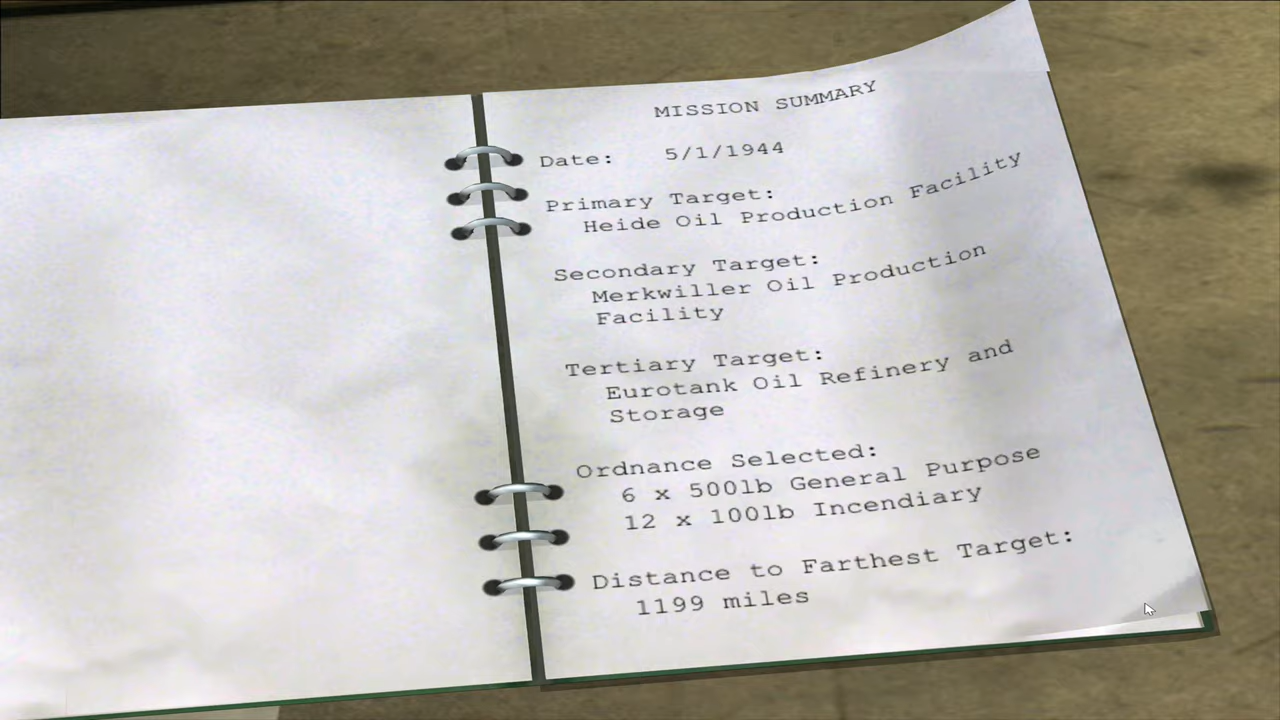 MISSION SUMMARY
Date: 5/1/1944
Primary Target:
Heide Oil Production Facility
Secondary Target:
Merkwiller Oil Production
Facility
Tertiary Target:
Eurotank Oil Refinery and
Storage
Ordnance Selected:
6 x 500lb General Purpose
12 x 100lb Incendiary
Distance to Farthest Target:
1199 miles